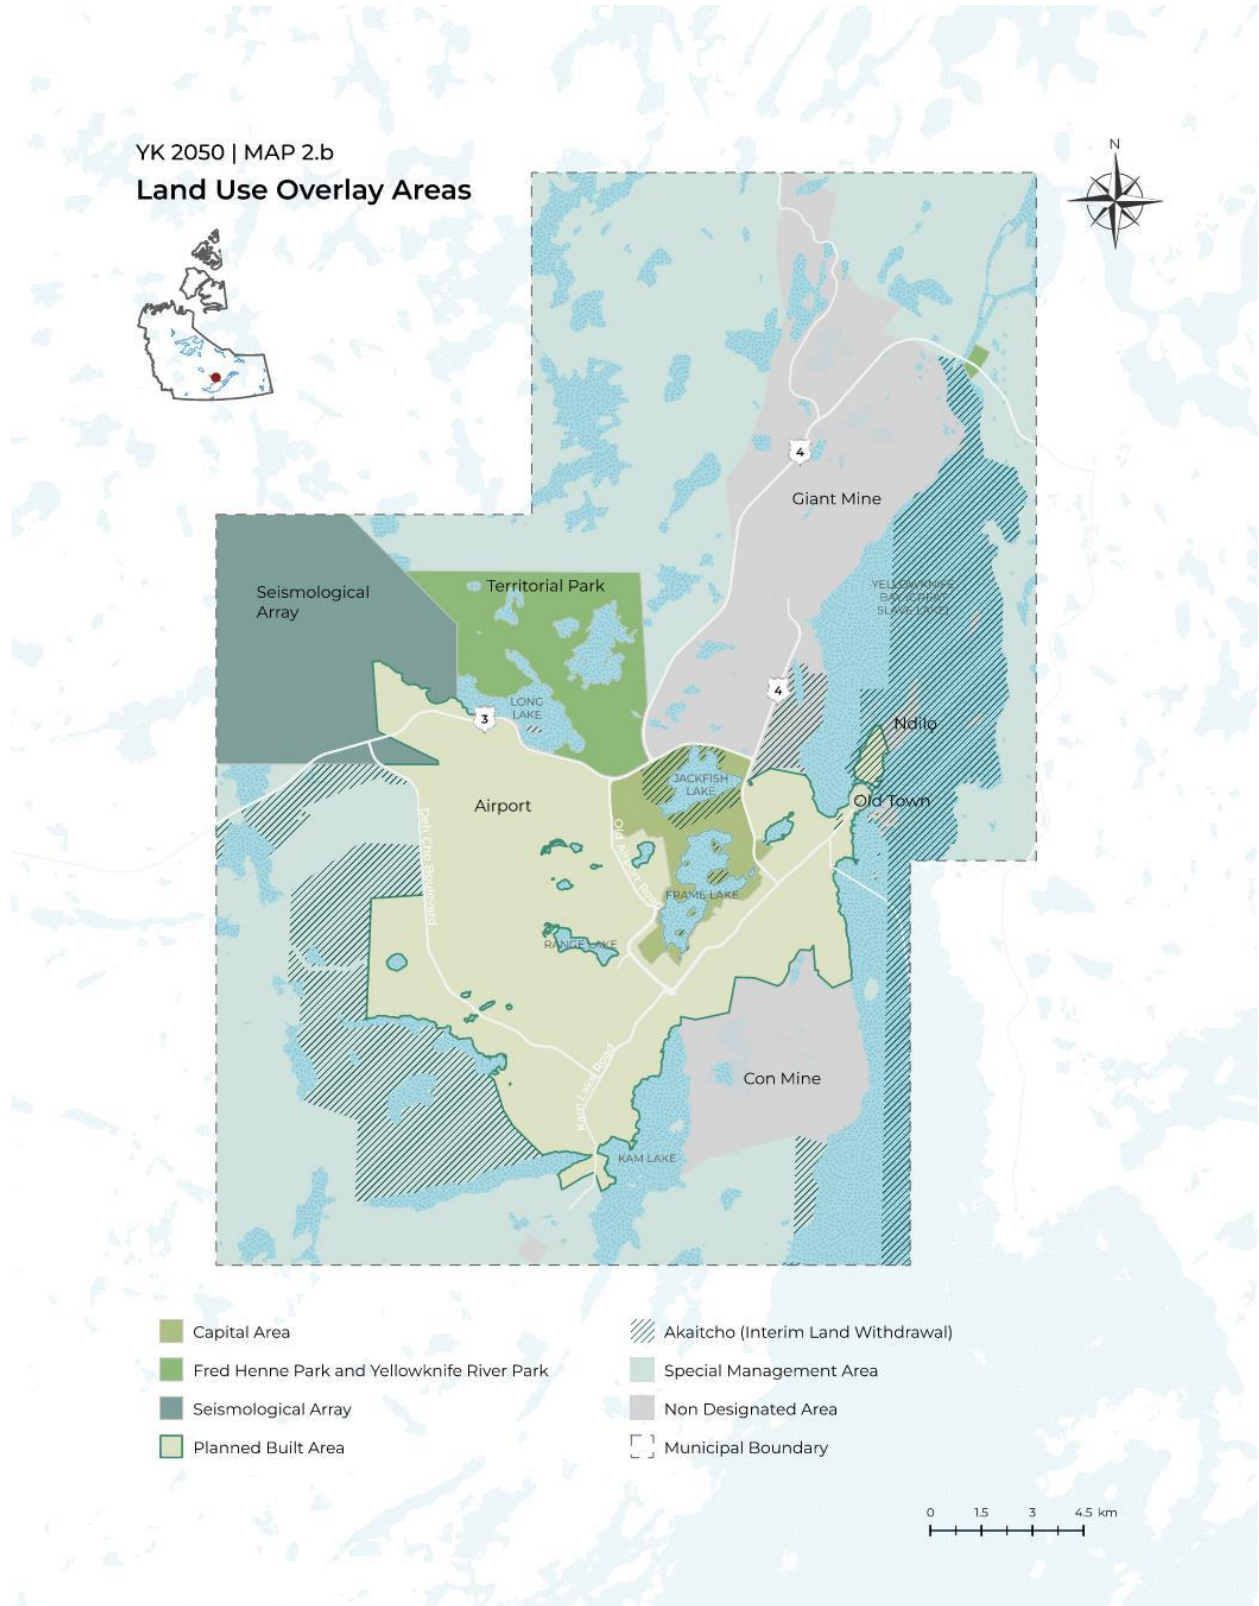 YK 2050 | MAP 2.b
Land Use Overlay Areas
N
4
Giant Mine
Seismological
Array
Territorial Park
YELLOWKNIFE
BAY (GREAT
SLAVE LAKE)
4
LONG
LAKE
3
Ndilǫ
JACKFISH
LAKE
Airport
Old Town
Deh Cho Boulevard
Old Airport Road
FRAME LAKE
RANGE LAKE
Kam Lake Road
Con Mine
KAM LAKE
Capital Area
Fred Henne Park and Yellowknife River Park
Seismological Array
Planned Built Area
Akaitcho (Interim Land Withdrawal)
Special Management Area
Non Designated Area
Municipal Boundary
0 1.5 3 4.5 km